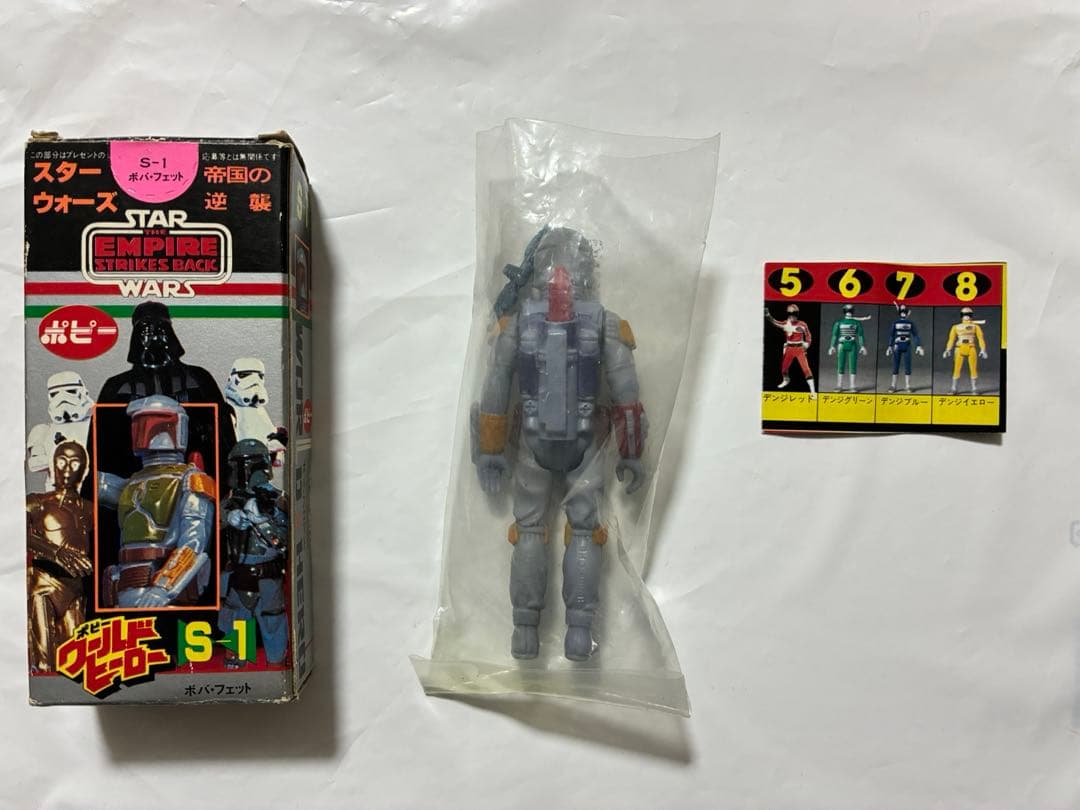 この部分はプレゼントの
応募等とは無関係です
S-1
ボバ・フェット
スター
ウォーズ
帝国の
逆襲
STAR
THE
EMPIRE
STRIKES BACK
WARS
ポピー
ポピー
ワールド
ヒーロー
S-1
ボバ・フェット
5 6 7 8
デンジレッド デンジグリーン デンジブルー デンジイエロー